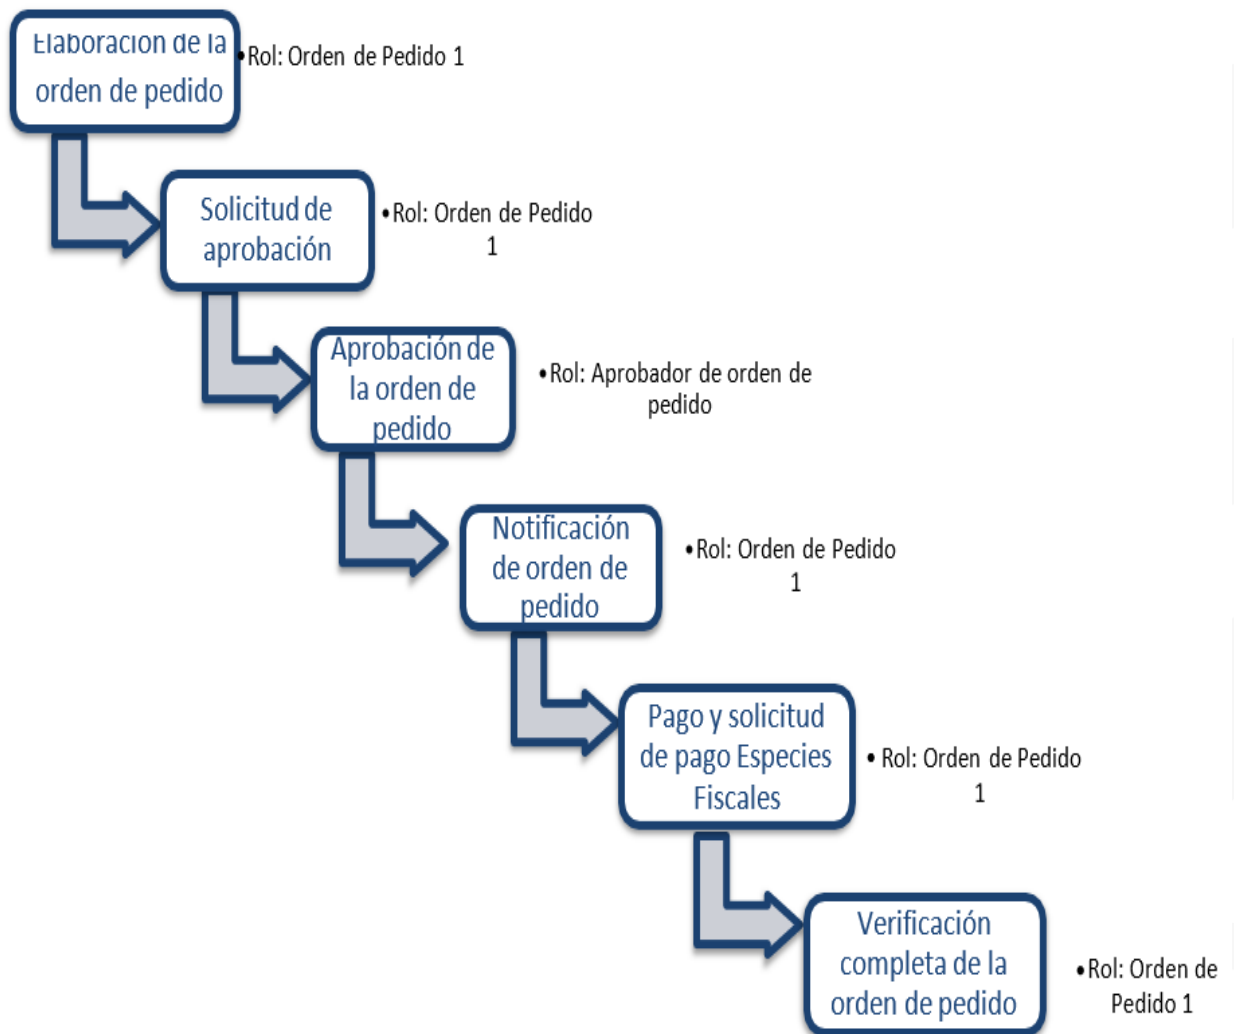 Elaboración de la
orden de pedido
•Rol: Orden de Pedido 1
Solicitud de
aprobación
•Rol: Orden de Pedido
1
Aprobación de
la orden de
pedido
•Rol: Aprobador de orden de
pedido
Notificación
de orden de
pedido
•Rol: Orden de Pedido
1
Pago y solicitud
de pago Especies
Fiscales
• Rol: Orden de Pedido
1
Verificación
completa de la
orden de pedido
•Rol: Orden de
Pedido 1